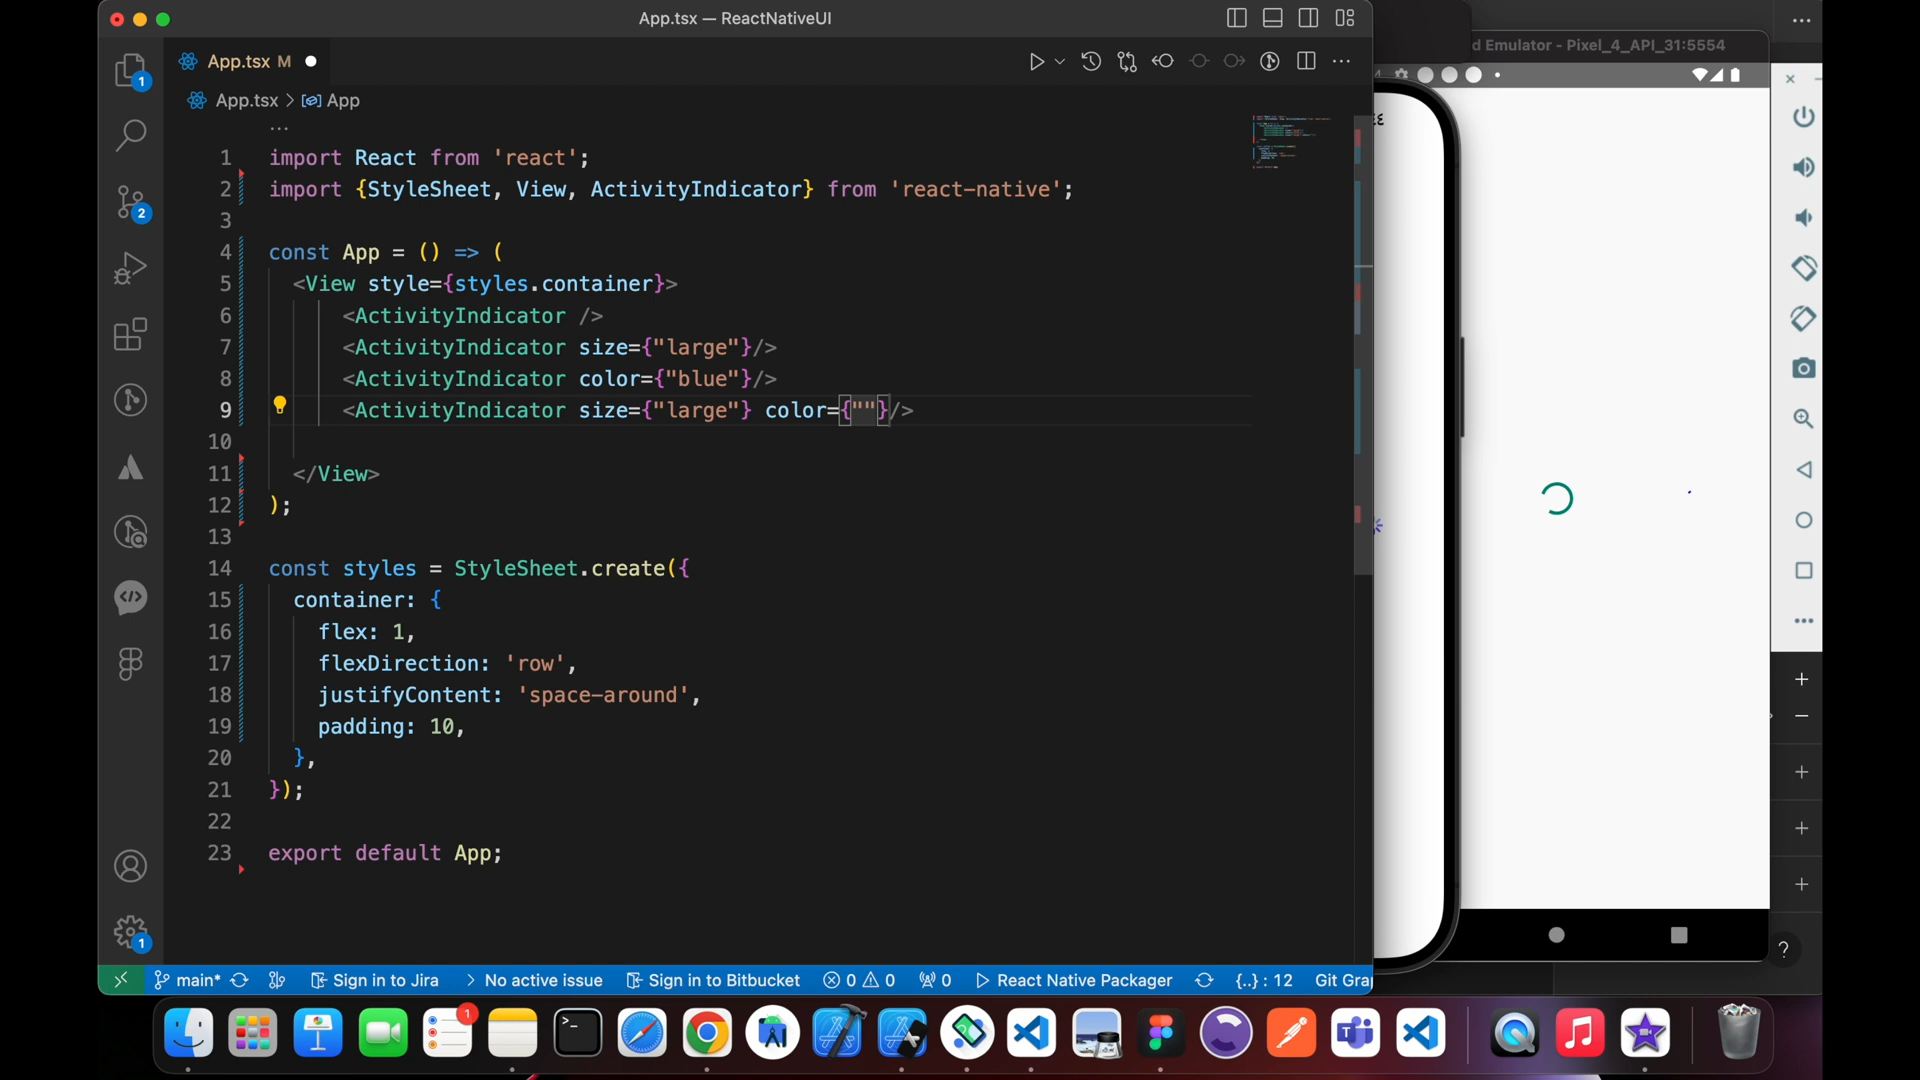 App.tsx — ReactNativeUI
d Emulator - Pixel_4_API_31:5554
App.tsx M
App.tsx > App
...
1 import React from 'react';
2 import {StyleSheet, View, ActivityIndicator} from 'react-native';
3
4 const App = () => (
5 <View style={styles.container}>
6 <ActivityIndicator />
7 <ActivityIndicator size={"large"}/>
8 <ActivityIndicator color={"blue"}/>
9 <ActivityIndicator size={"large"} color={""}/>
10
11 </View>
12 );
13
14 const styles = StyleSheet.create({
15 container: {
16 flex: 1,
17 flexDirection: 'row',
18 justifyContent: 'space-around',
19 padding: 10,
20 },
21 });
22
23 export default App;
1
2
1
main* Sign in to Jira > No active issue Sign in to Bitbucket 0 0 0 React Native Packager {..} : 12 Git Gra
1